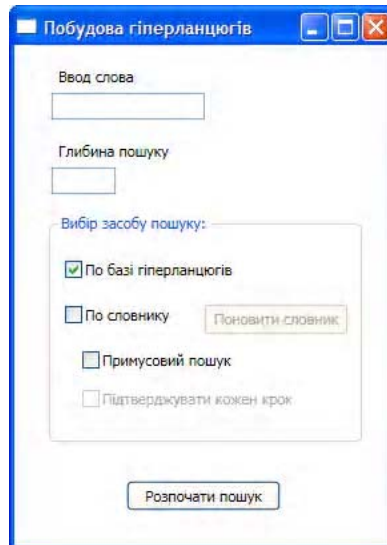 Побудова гіперланцюгів
Ввод слова
Глибина пошуку
Вибір засобу пошуку:
По базі гіперланцюгів
По словнику
Поновити словник
Примусовий пошук
Підтверджувати кожен крок
Розпочати пошук